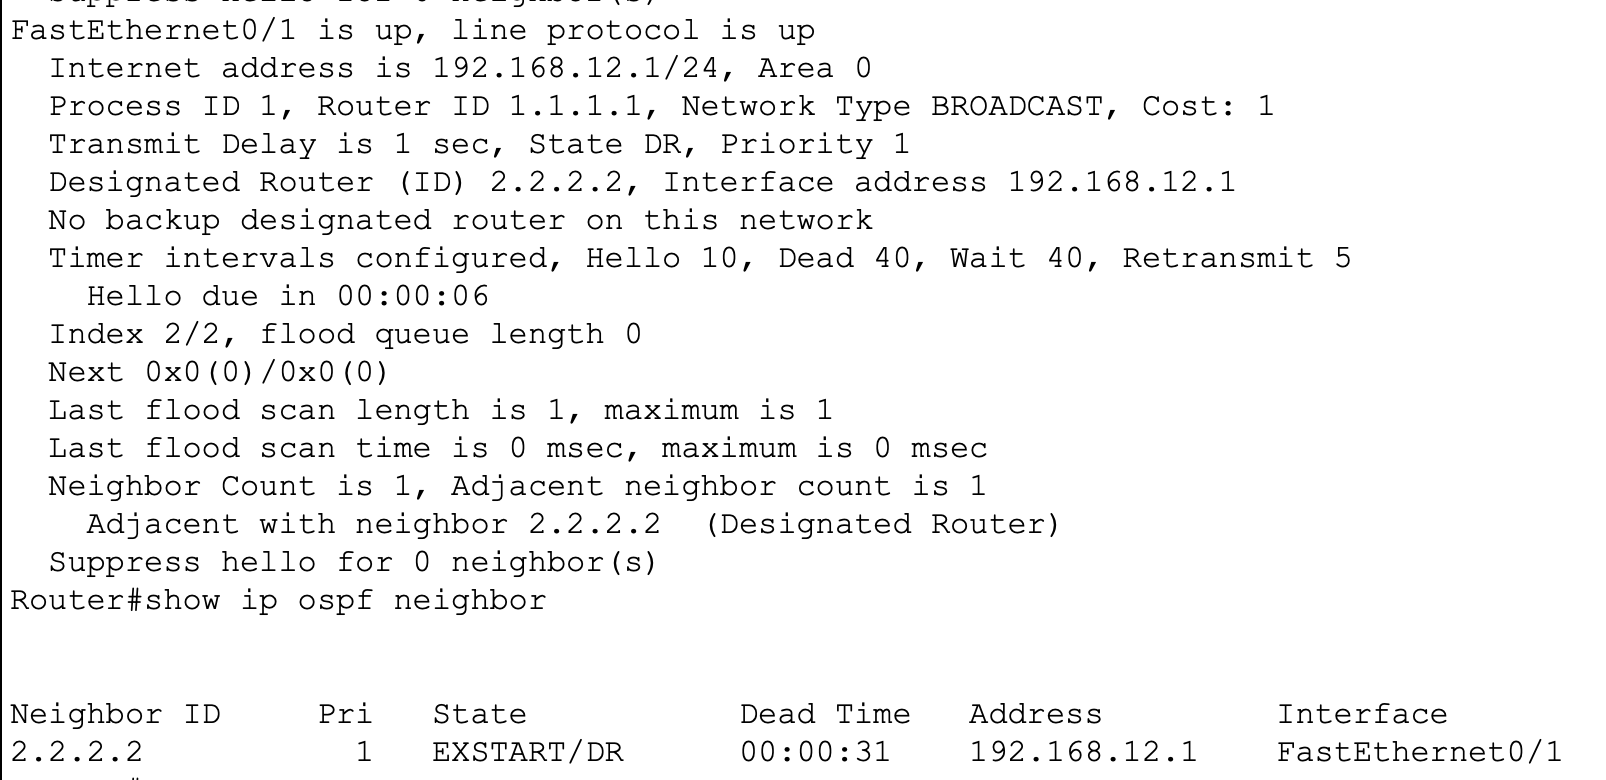 Suppress hello for 0 neighbor(s)
FastEthernet0/1 is up, line protocol is up
  Internet address is 192.168.12.1/24, Area 0
  Process ID 1, Router ID 1.1.1.1, Network Type BROADCAST, Cost: 1
  Transmit Delay is 1 sec, State DR, Priority 1
  Designated Router (ID) 2.2.2.2, Interface address 192.168.12.1
  No backup designated router on this network
  Timer intervals configured, Hello 10, Dead 40, Wait 40, Retransmit 5
    Hello due in 00:00:06
  Index 2/2, flood queue length 0
  Next 0x0(0)/0x0(0)
  Last flood scan length is 1, maximum is 1
  Last flood scan time is 0 msec, maximum is 0 msec
  Neighbor Count is 1, Adjacent neighbor count is 1
    Adjacent with neighbor 2.2.2.2  (Designated Router)
  Suppress hello for 0 neighbor(s)
Router#show ip ospf neighbor
Neighbor ID     Pri   State           Dead Time   Address         Interface
2.2.2.2           1   EXSTART/DR      00:00:31    192.168.12.1    FastEthernet0/1